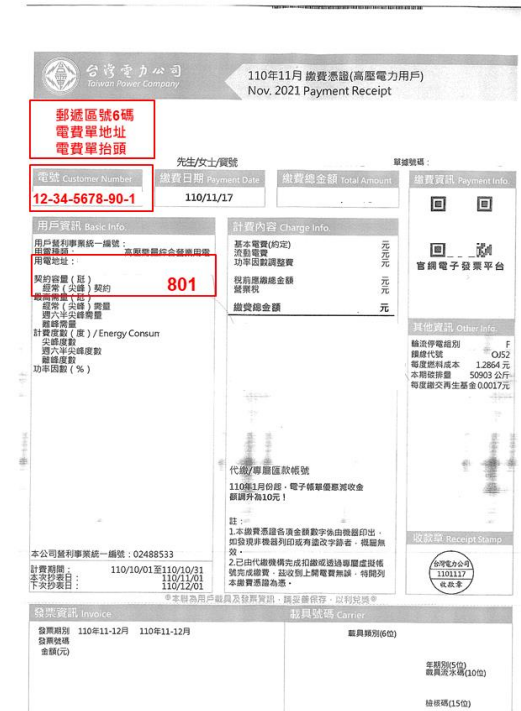 台灣電力公司
Taiwan Power Company
110年11月 繳費憑證(高壓電力用戶)
Nov. 2021 Payment Receipt
郵遞區號6碼
電費單地址
電費單抬頭
先生/女士/寶號
單據號碼：
電號 Customer Number
12-34-5678-90-1
繳費日期 Payment Date
110/11/17
繳費總金額 Total Amount
繳費資訊 Payment Info.
官網電子發票平台
用戶資訊 Basic Info.
用戶營利事業統一編號：
用電種類： 高壓需量綜合營業用電
用電地址：
801
契約容量（瓩）
經常（尖峰）契約
最高需量（瓩）
經常（尖峰）需量
週六半尖峰需量
離峰需量
計費度數（度）/ Energy Consum
尖峰度數
週六半尖峰度數
離峰度數
功率因數（%）
計費內容 Charge Info.
基本電費(約定) 元
流動電費 元
功率因數調整費 元
稅前應繳總金額 元
營業稅 元
繳費總金額 元
其他資訊 Other Info.
輪流停電組別 F
饋線代號 OJ52
每度燃料成本 1.2864 元
本期碳排量 50903 公斤
每度繳交再生基金 0.0017元
代繳/專屬匯款帳號
110年1月份起，電子帳單優惠減收金
額調升為10元！
註：
1.本繳費憑證各項金額數字係由機器印出，
如發現非機器列印或有塗改字跡者，概屬無
效。
2.已由代繳機構完成扣繳或透過專屬虛擬帳
號完成繳費，茲收到上開電費無誤，特開列
本繳費憑證為憑。
收款章 Receipt Stamp
台灣電力公司
1101117
收款章
本公司營利事業統一編號：02488533
計費期間： 110/10/01至110/10/31
本次抄表日： 110/11/01
下次抄表日： 110/12/01
※本聯為用戶載具及發票資訊，請妥善保存，以利兌獎※
發票資訊 Invoice
載具號碼 Carrier
發票期別 110年11-12月 110年11-12月
發票號碼
金額(元)
載具類別(6位)
年期別(5位)
載具流水碼(10位)
檢核碼(15位)